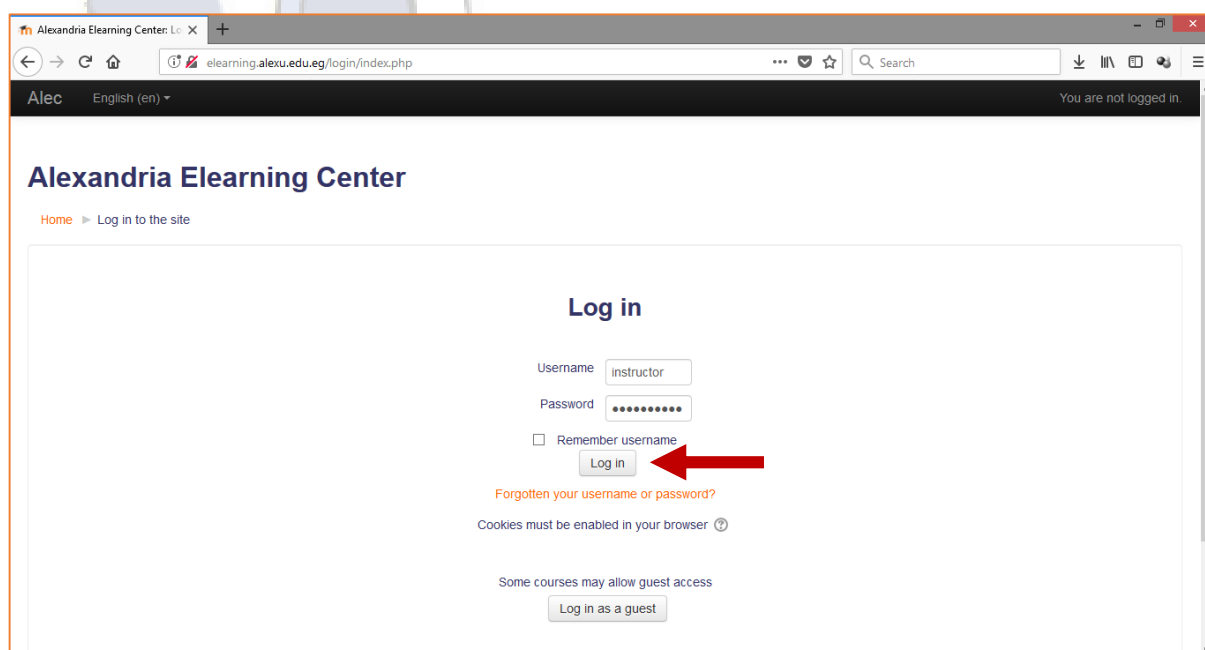 Alexandria Elearning Center: Lo
elearning.alexu.edu.eg/login/index.php
Search
Alec English (en)
You are not logged in.
Alexandria Elearning Center
Home ► Log in to the site
Log in
Username instructor
Password ••••••••••
Remember username
Log in
Forgotten your username or password?
Cookies must be enabled in your browser
Some courses may allow guest access
Log in as a guest